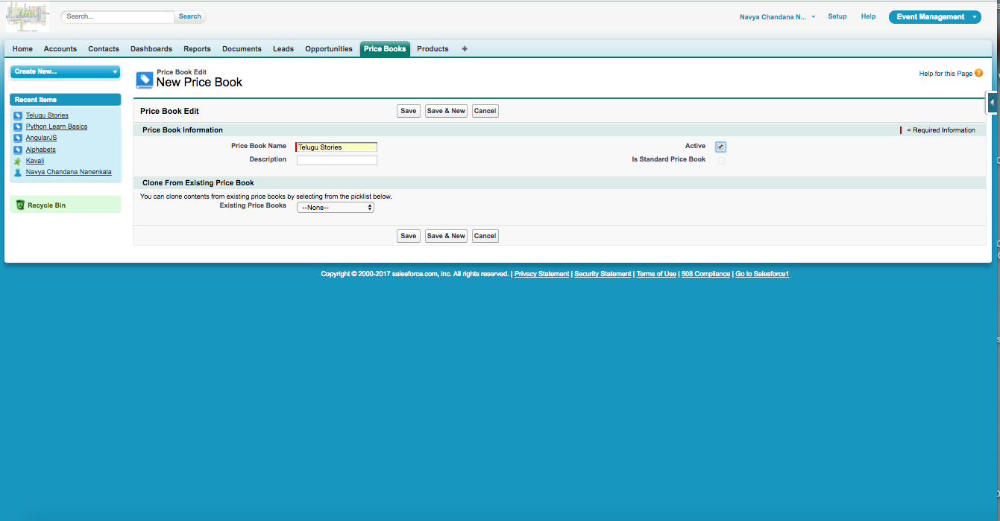 Event
Search...
Search
Navya Chandana N...
Setup
Help
Event Management
Home Accounts Contacts Dashboards Reports Documents Leads Opportunities Price Books Products +
Create New...
Recent Items
Telugu Stories
Python Learn Basics
AngularJS
Alphabets
Kavali
Navya Chandana Nanenkala
Recycle Bin
Price Book Edit
New Price Book
Help for this Page ?
Price Book Edit
Save Save & New Cancel
Price Book Information
= Required Information
Price Book Name Telugu Stories
Active
Description
Is Standard Price Book
Clone From Existing Price Book
You can clone contents from existing price books by selecting from the picklist below.
Existing Price Books --None--
Save Save & New Cancel
Copyright © 2000-2017 salesforce.com, inc. All rights reserved. | Privacy Statement | Security Statement | Terms of Use | 508 Compliance | Go to Salesforce1